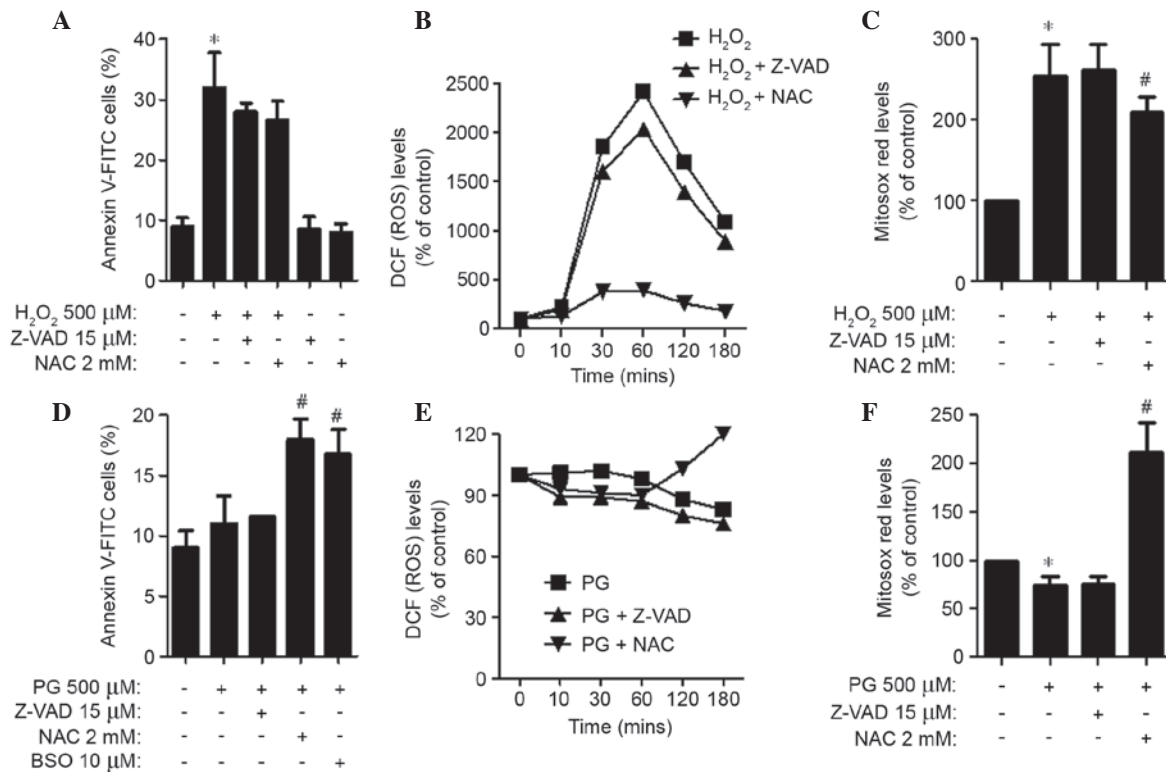 A
Annexin V-FITC cells (%)
40
30
20
10
0
*
H₂O₂ 500 µM: - + + + - -
Z-VAD 15 µM: - - + - + -
NAC 2 mM: - - - + - +
B
DCF (ROS) levels
(% of control)
2500
2000
1500
1000
500
0
H₂O₂
H₂O₂ + Z-VAD
H₂O₂ + NAC
0 10 30 60 120 180
Time (mins)
C
Mitosox red levels
(% of control)
300
200
100
0
*
#
H₂O₂ 500 µM: - + + +
Z-VAD 15 µM: - - + -
NAC 2 mM: - - - +
D
Annexin V-FITC cells (%)
20
15
10
5
0
# #
PG 500 µM: - + + + +
Z-VAD 15 µM: - - + - -
NAC 2 mM: - - - + -
BSO 10 µM: - - - - +
E
DCF (ROS) levels
(% of control)
120
90
60
30
0
PG
PG + Z-VAD
PG + NAC
0 10 30 60 120 180
Time (mins)
F
Mitosox red levels
(% of control)
250
200
150
100
50
0
*
#
PG 500 µM: - + + +
Z-VAD 15 µM: - - + -
NAC 2 mM: - - - +